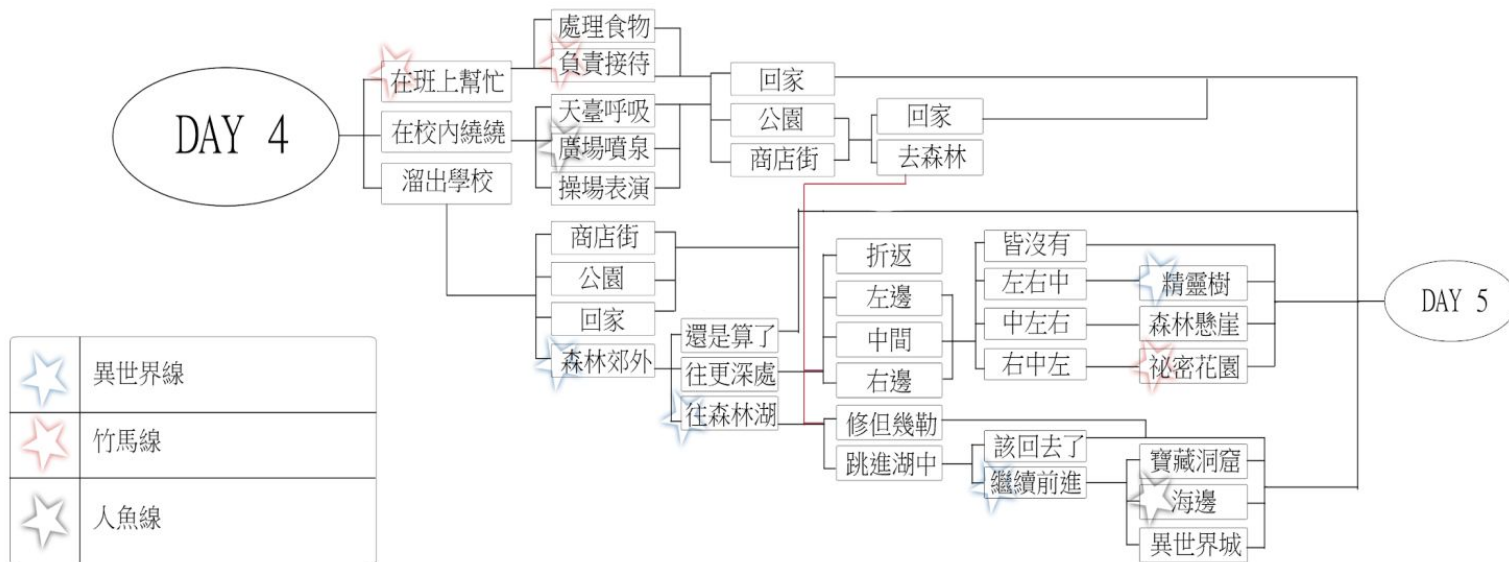 DAY 4
在班上幫忙
在校內繞繞
溜出學校
處理食物
負責接待
天臺呼吸
廣場噴泉
操場表演
回家
公園
商店街
回家
去森林
商店街
公園
回家
森林郊外
還是算了
往更深處
往森林湖
折返
左邊
中間
右邊
修但幾勒
跳進湖中
皆沒有
左右中
中左右
右中左
精靈樹
森林懸崖
祕密花園
該回去了
繼續前進
寶藏洞窟
海邊
異世界城
DAY 5
異世界線
竹馬線
人魚線